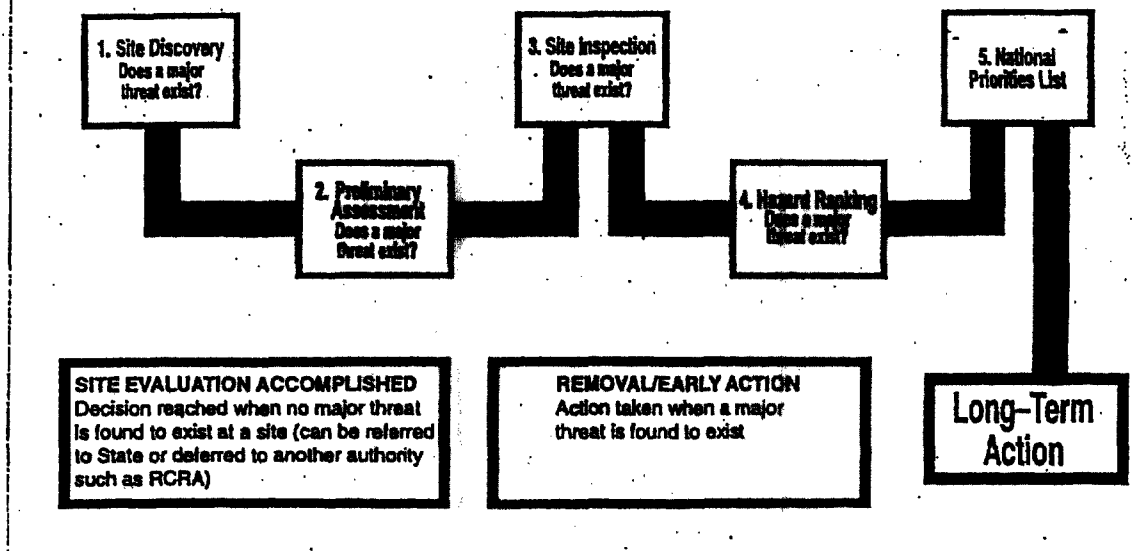 1. Site Discovery
Does a major
threat exist?
2. Preliminary
Assessment
Does a major
threat exist?
3. Site Inspection
Does a major
threat exist?
4. Hazard Ranking
Does a major
threat exist?
5. National
Priorities List
SITE EVALUATION ACCOMPLISHED
Decision reached when no major threat
is found to exist at a site (can be referred
to State or deferred to another authority
such as RCRA)
REMOVAL/EARLY ACTION
Action taken when a major
threat is found to exist
Long-Term
Action